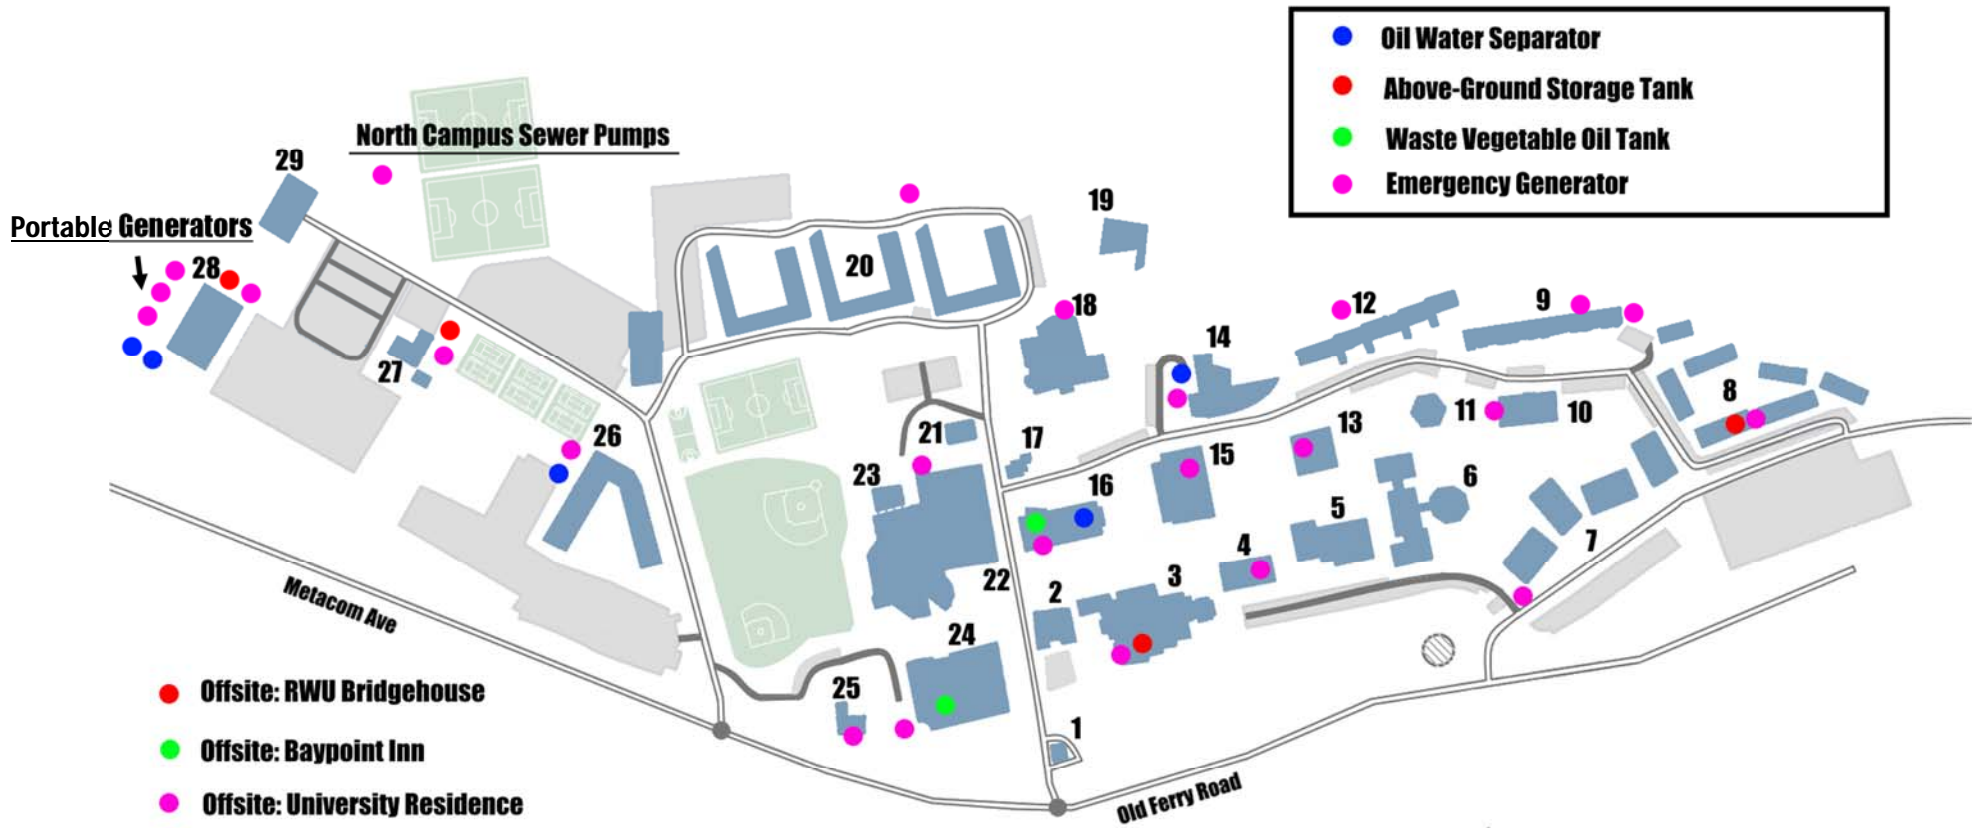 Oil Water Separator
Above-Ground Storage Tank
Waste Vegetable Oil Tank
Emergency Generator
North Campus Sewer Pumps
29
Portable Generators
28
27
26
19
20
18
12
9
14
8
21
17
13
11
10
15
23
16
6
5
7
4
22
2
3
24
25
1
Metacom Ave
Old Ferry Road
Offsite: RWU Bridgehouse
Offsite: Baypoint Inn
Offsite: University Residence